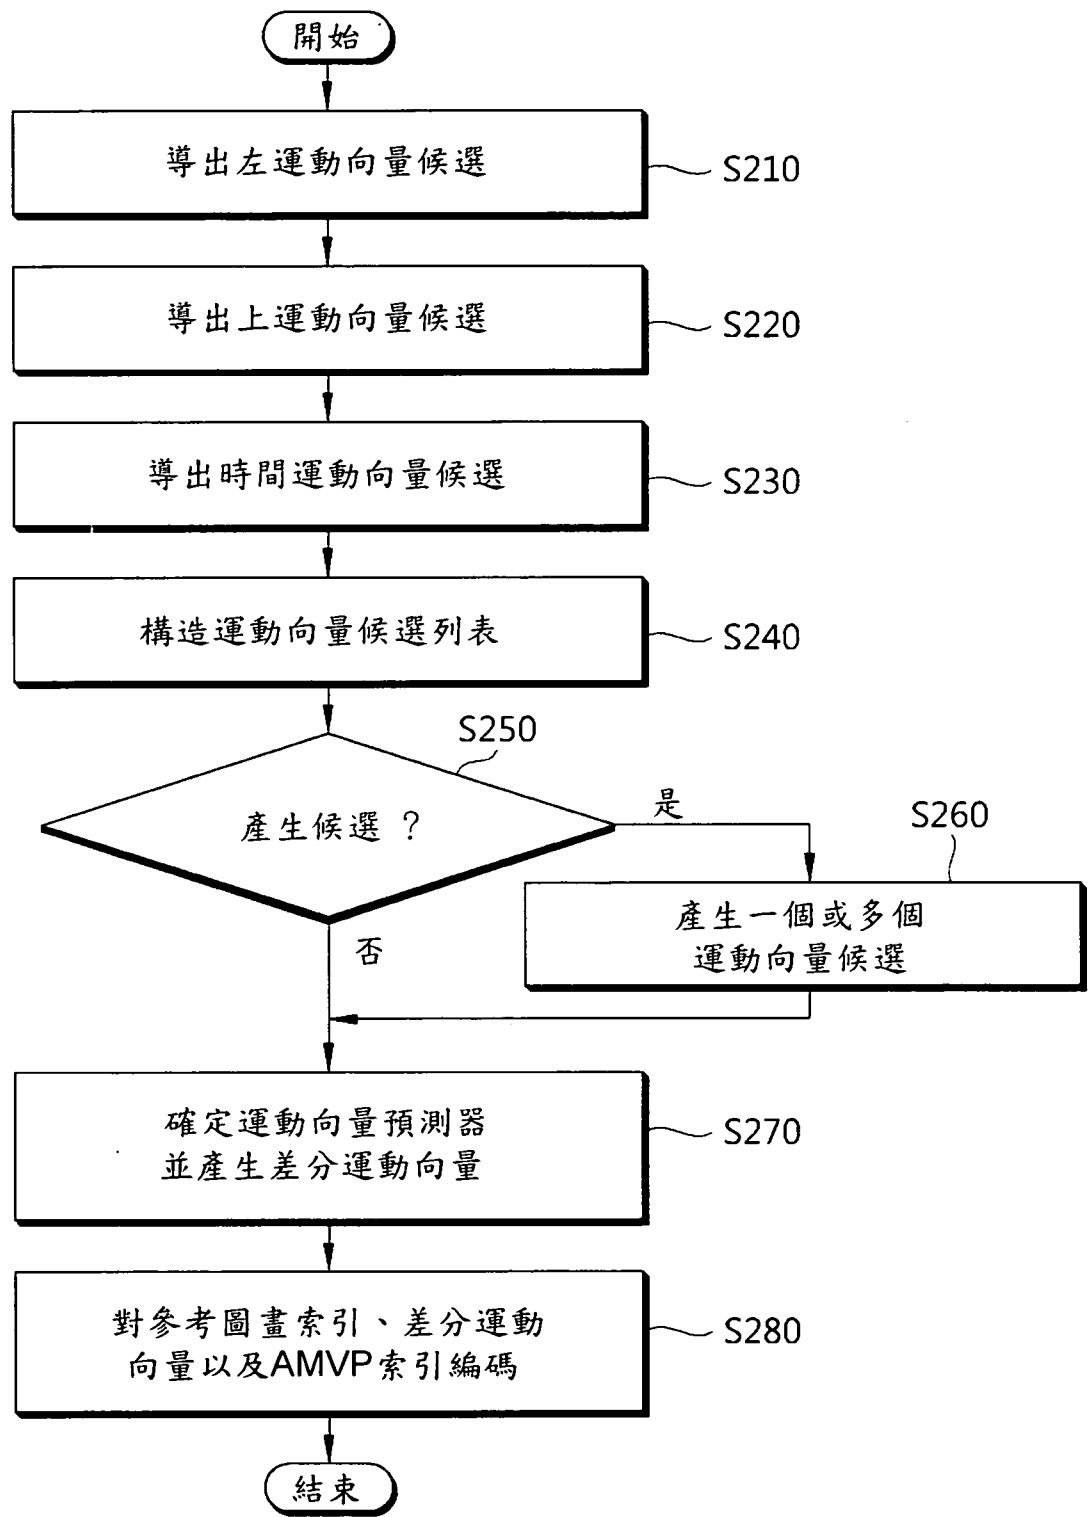 開始
導出左運動向量候選
S210
導出上運動向量候選
S220
導出時間運動向量候選
S230
構造運動向量候選列表
S240
S250
產生候選 ?
是
S260
產生一個或多個
運動向量候選
否
確定運動向量預測器
並產生差分運動向量
S270
對參考圖畫索引、差分運動
向量以及AMVP索引編碼
S280
結束